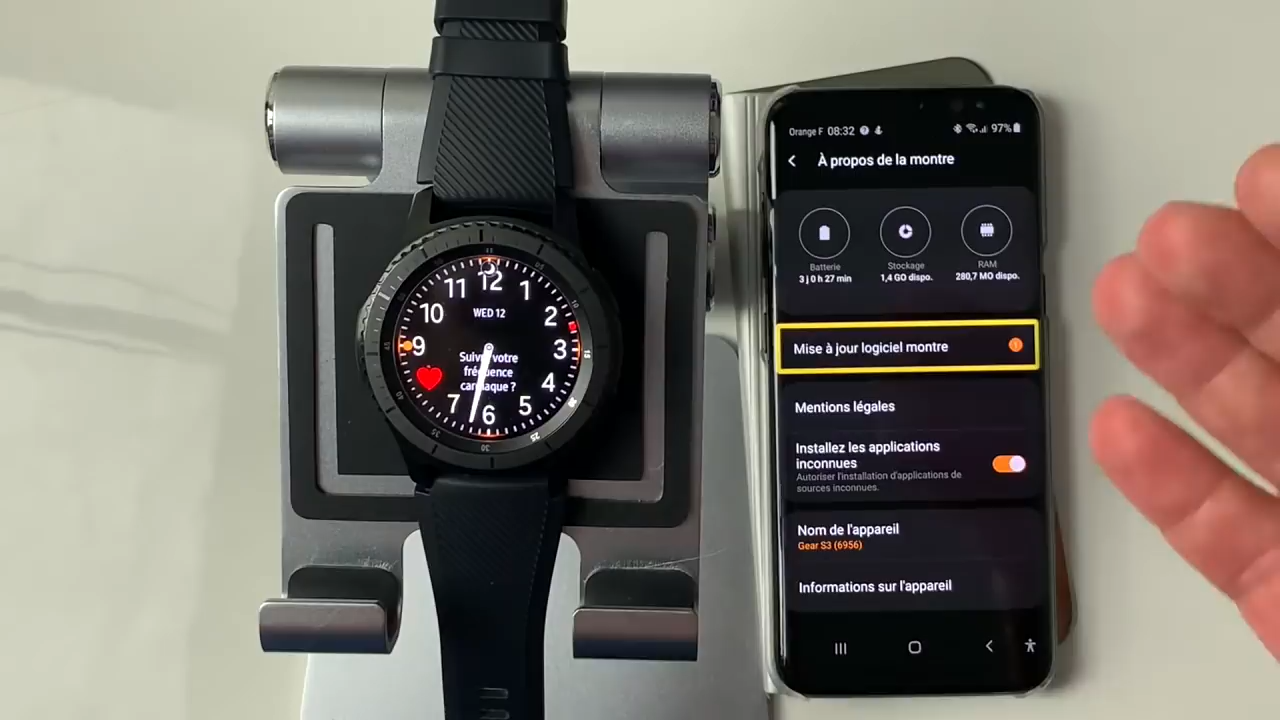 12
1
2
3
4
5
6
7
9
10
11
WED 12
Suivez votre
fréquence
cardiaque ?
Orange F 08:32
97%
À propos de la montre
Batterie
3 j 0 h 27 min
Stockage
1,4 GO dispo.
RAM
280,7 MO dispo.
Mise à jour logiciel montre
Mentions légales
Installez les applications
inconnues
Autoriser l'installation d'applications de
sources inconnues.
Nom de l'appareil
Gear S3 (6956)
Informations sur l'appareil